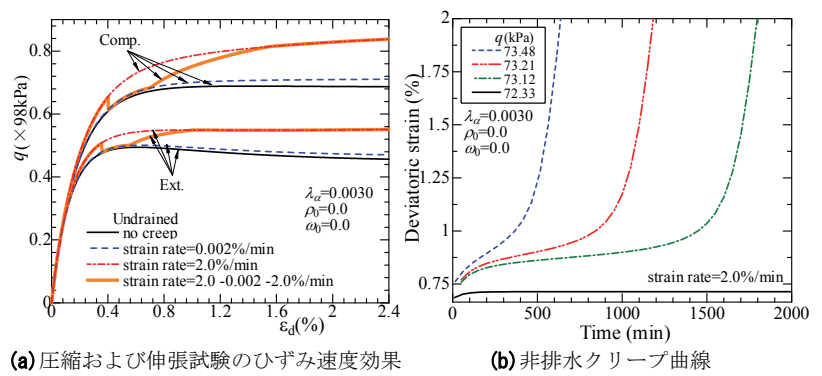 0.8
0.6
0.4
0.2
0
q(×98kPa)
Comp.
Ext.
λα=0.0030
ρ0=0.0
ω0=0.0
Undrained
no creep
strain rate=0.002%/min
strain rate=2.0%/min
strain rate=2.0 -0.002 -2.0%/min
0 0.4 0.8 1.2 1.6 2.0 2.4
εd(%)
(a) 圧縮および伸張試験のひずみ速度効果
2
1.75
1.5
1.25
1
0.75
Deviatoric strain (%)
q(kPa)
73.48
73.21
73.12
72.33
λα=0.0030
ρ0=0.0
ω0=0.0
strain rate=2.0%/min
0 500 1000 1500 2000
Time (min)
(b) 非排水クリープ曲線